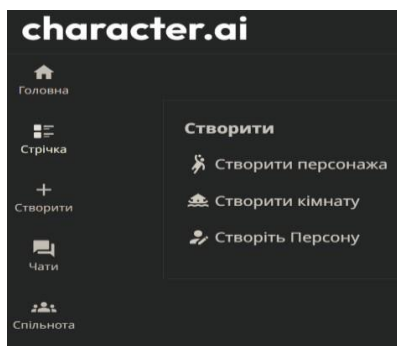 character.ai
Головна
Стрічка
Створити
Чати
Спільнота
Створити
Створити персонажа
Створити кімнату
Створіть Персону